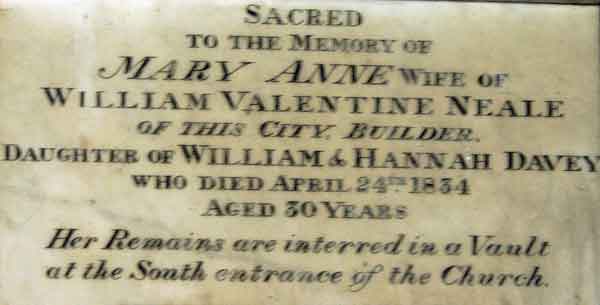 SACRED
TO THE MEMORY OF
MARY ANNE WIFE OF
WILLIAM VALENTINE NEALE
OF THIS CITY, BUILDER.
DAUGHTER OF WILLIAM & HANNAH DAVEY
WHO DIED APRIL 24TH 1834
AGED 30 YEARS
Her Remains are interred in a Vault
at the South entrance of the Church.